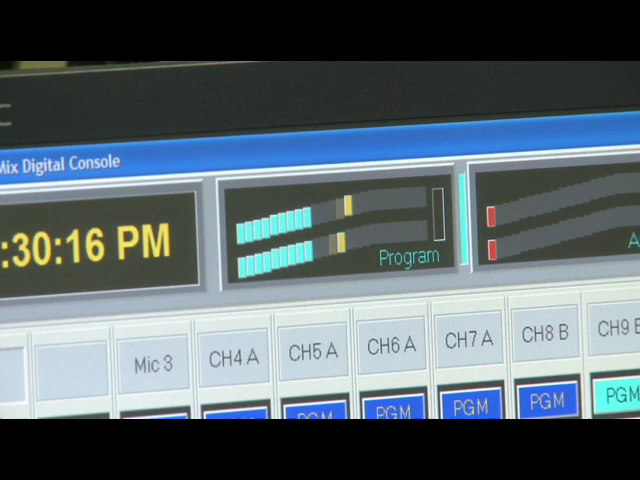 C
Mix Digital Console
:30:16 PM
Program
A
Mic 3 CH4 A CH5 A CH6 A CH7 A CH8 B CH9
PGM PGM PGM PGM PGM